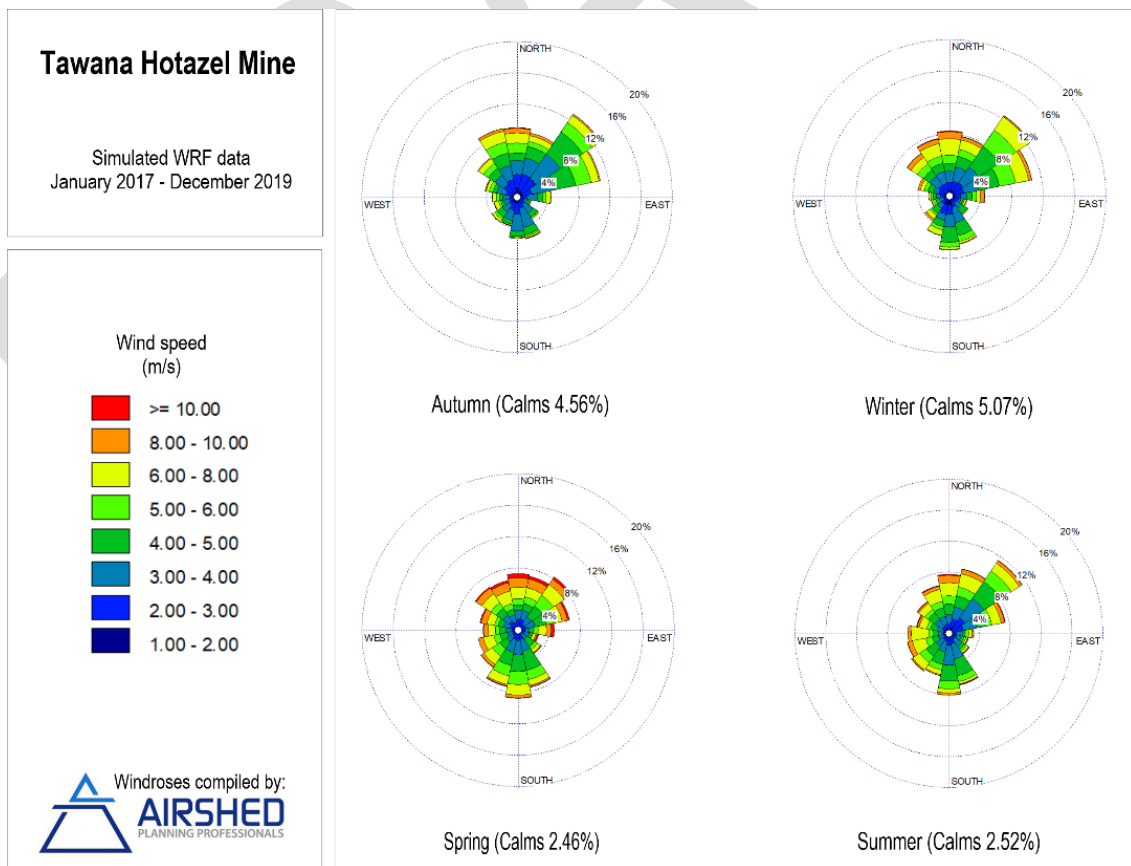 Tawana Hotazel Mine
Simulated WRF data
January 2017 - December 2019
Wind speed
(m/s)
>= 10.00
8.00 - 10.00
6.00 - 8.00
5.00 - 6.00
4.00 - 5.00
3.00 - 4.00
2.00 - 3.00
1.00 - 2.00
Windroses compiled by:
AIRSHED
PLANNING PROFESSIONALS
NORTH
20%
16%
12%
8%
4%
WEST
EAST
SOUTH
Autumn (Calms 4.56%)
NORTH
20%
16%
12%
8%
4%
WEST
EAST
SOUTH
Winter (Calms 5.07%)
NORTH
20%
16%
12%
8%
4%
WEST
EAST
SOUTH
Spring (Calms 2.46%)
NORTH
20%
16%
12%
8%
4%
WEST
EAST
SOUTH
Summer (Calms 2.52%)